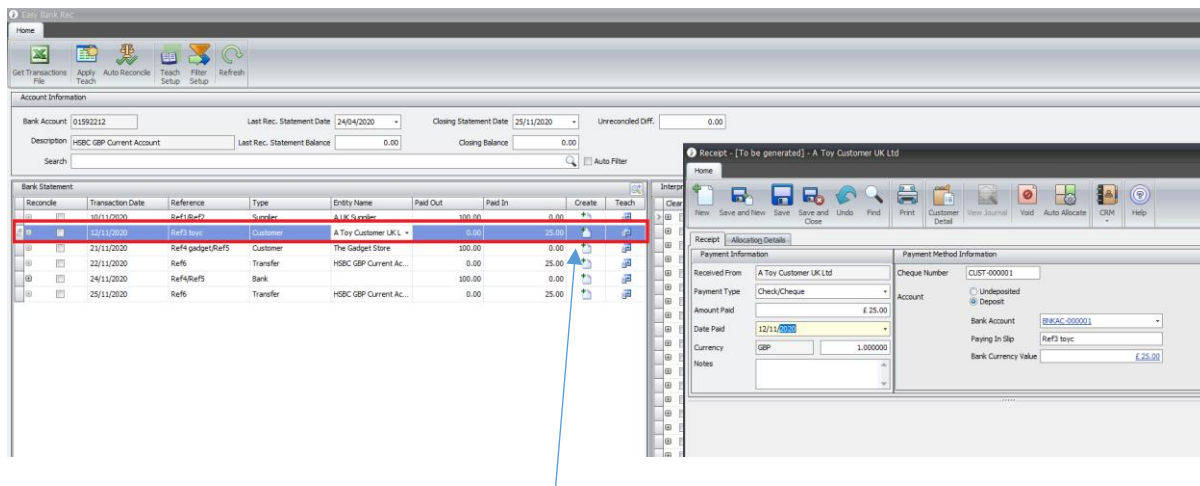 Easy Bank Rec
Home
Get Transactions File
Apply Teach
Auto Reconcile
Teach Setup
Filter Setup
Refresh
Account Information
Bank Account 01592212 Last Rec. Statement Date 24/04/2020 Closing Statement Date 25/11/2020 Unreconciled Diff. 0.00
Description HSBC GBP Current Account Last Rec. Statement Balance 0.00 Closing Balance 0.00
Search Auto Filter
Bank Statement
Reconcile Transaction Date Reference Type Entity Name Paid Out Paid In Create Teach
10/11/2020 Ref1/Ref2 Supplier A UK Supplier 100.00 0.00
12/11/2020 Ref3 toyc Customer A Toy Customer UK L 0.00 25.00
21/11/2020 Ref4 gadget/Ref5 Customer The Gadget Store 100.00 0.00
22/11/2020 Ref6 Transfer HSBC GBP Current Ac... 0.00 25.00
24/11/2020 Ref4/Ref5 Bank 100.00 0.00
25/11/2020 Ref6 Transfer HSBC GBP Current Ac... 0.00 25.00
Interpr
Clear
Receipt - [To be generated] - A Toy Customer UK Ltd
Home
New
Save and New
Save
Save and Close
Undo
Find
Print
Customer Detail
View Journal
Void
Auto Allocate
CRM
Help
Receipt Allocation Details
Payment Information
Received From A Toy Customer UK Ltd
Payment Type Check/Cheque
Amount Paid £ 25.00
Date Paid 12/11/2020
Currency GBP 1.000000
Notes
Payment Method Information
Cheque Number CUST-000001
Account Undeposited
Deposit
Bank Account BNKAC-000001
Paying In Slip Ref3 toyc
Bank Currency Value £ 25.00